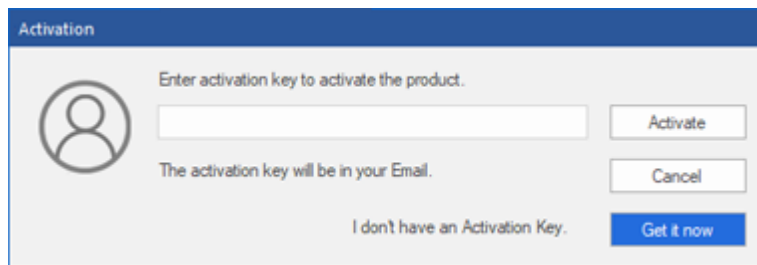 Activation
Enter activation key to activate the product.
Activate
The activation key will be in your Email.
Cancel
I don't have an Activation Key.
Get it now